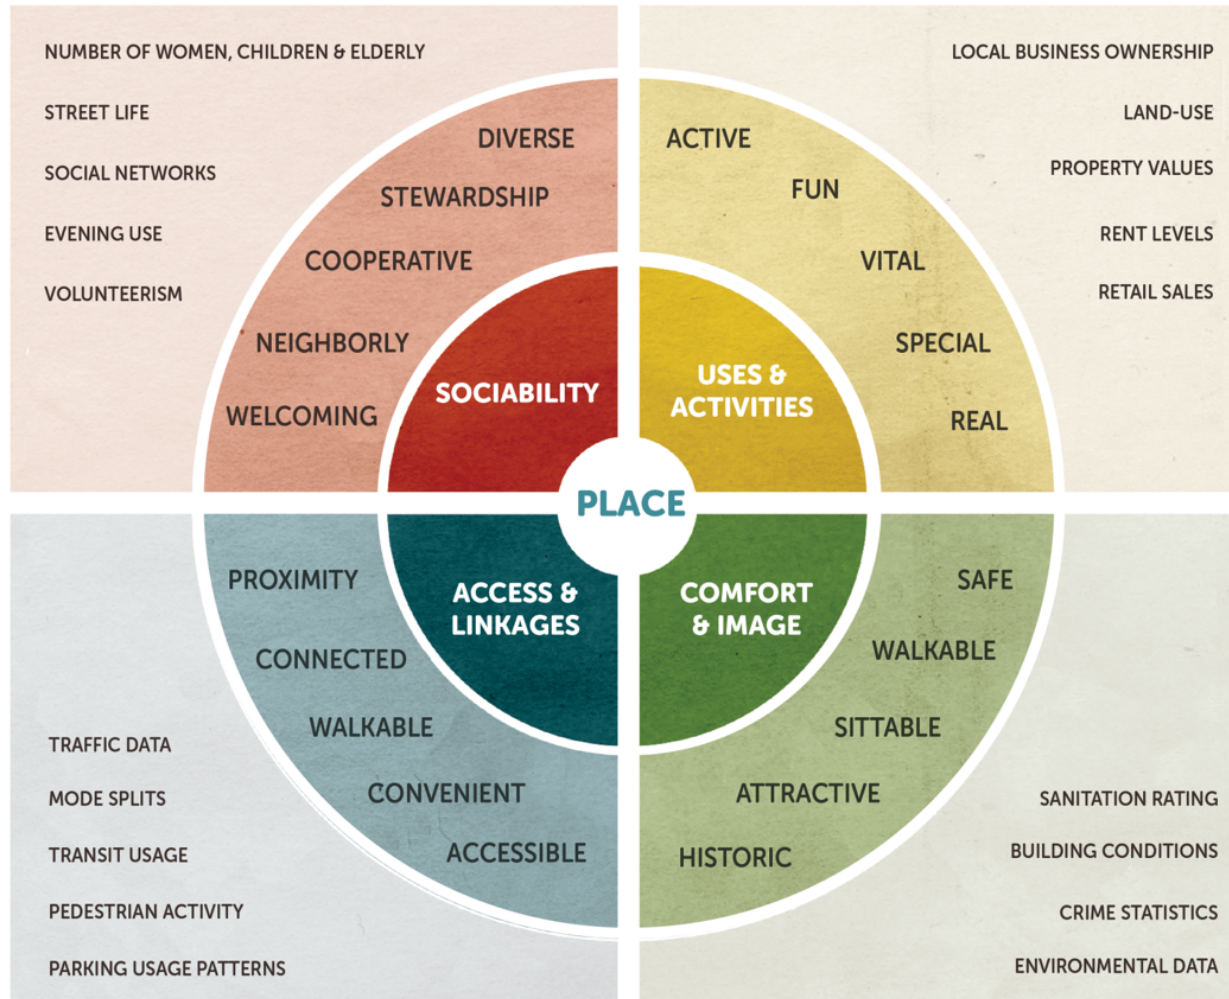 NUMBER OF WOMEN, CHILDREN & ELDERLY
STREET LIFE
SOCIAL NETWORKS
EVENING USE
VOLUNTEERISM
DIVERSE
STEWARDSHIP
COOPERATIVE
NEIGHBORLY
WELCOMING
SOCIABILITY
LOCAL BUSINESS OWNERSHIP
LAND-USE
PROPERTY VALUES
RENT LEVELS
RETAIL SALES
ACTIVE
FUN
VITAL
SPECIAL
REAL
USES &
ACTIVITIES
PLACE
ACCESS &
LINKAGES
PROXIMITY
CONNECTED
WALKABLE
CONVENIENT
ACCESSIBLE
TRAFFIC DATA
MODE SPLITS
TRANSIT USAGE
PEDESTRIAN ACTIVITY
PARKING USAGE PATTERNS
COMFORT
& IMAGE
SAFE
WALKABLE
SITTABLE
ATTRACTIVE
HISTORIC
SANITATION RATING
BUILDING CONDITIONS
CRIME STATISTICS
ENVIRONMENTAL DATA